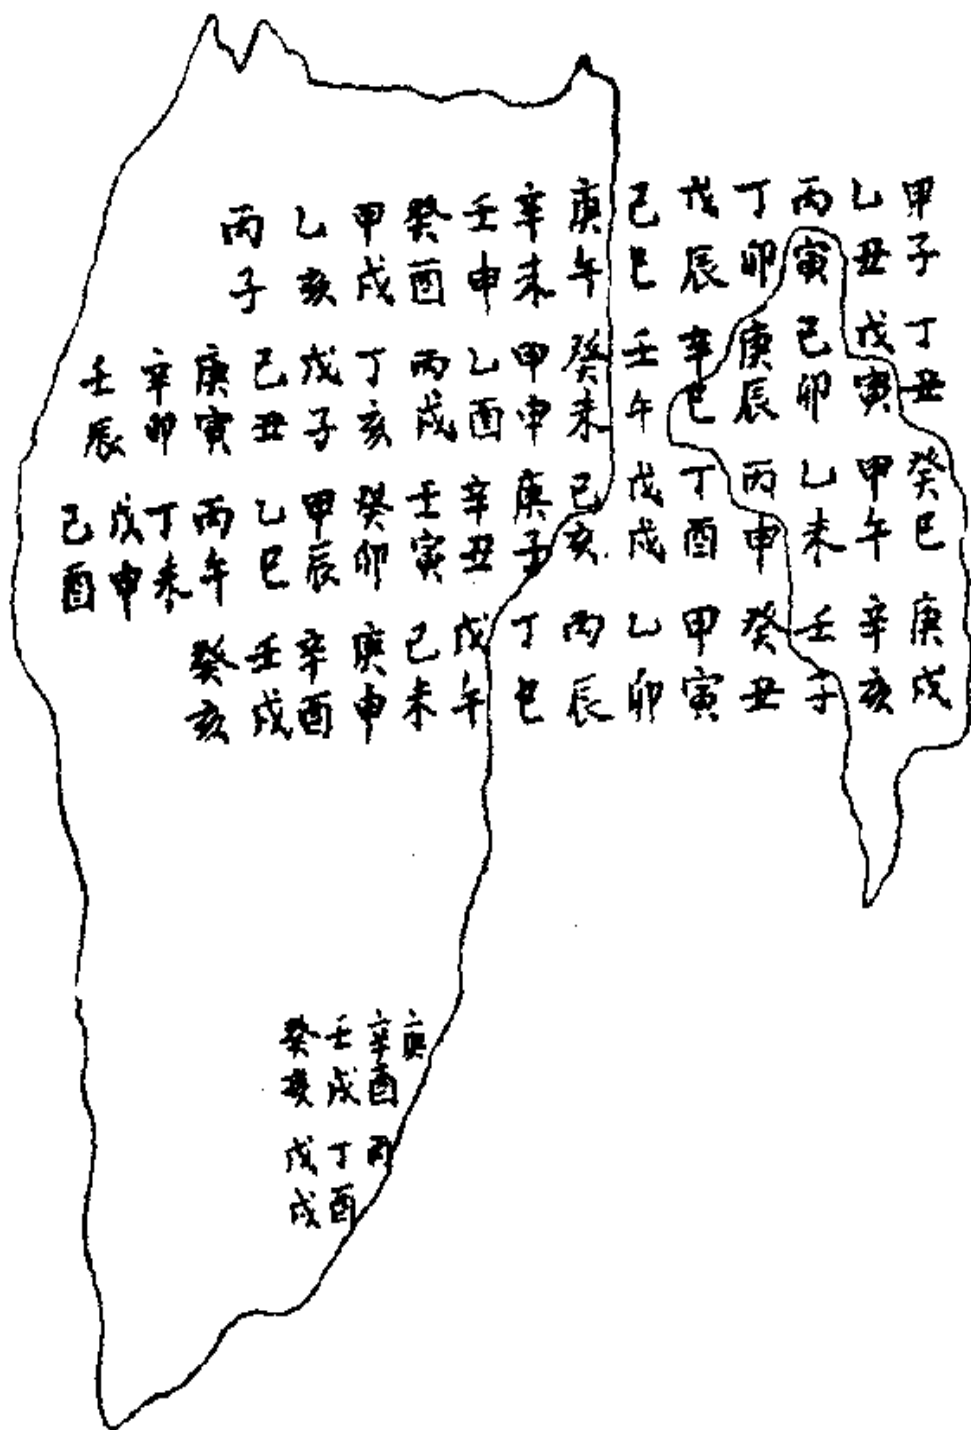 甲子 乙丑 丙寅 丁卯 戊辰 己巳 庚午 辛未 壬申 癸酉 甲戌 乙亥 丙子
丁丑 戊寅 己卯 庚辰 辛巳 壬午 癸未 甲申 乙酉 丙戌 丁亥 戊子 己丑 庚寅 辛卯 壬辰
癸巳 甲午 乙未 丙申 丁酉 戊戌 己亥 庚子 辛丑 壬寅 癸卯 甲辰 乙巳 丙午 丁未 戊申 己酉
庚戌 辛亥 壬子 癸丑 甲寅 乙卯 丙辰 丁巳 戊午 己未 庚申 辛酉 壬戌 癸亥
庚 辛酉 壬戌 癸亥
丙 丁酉 戊戌